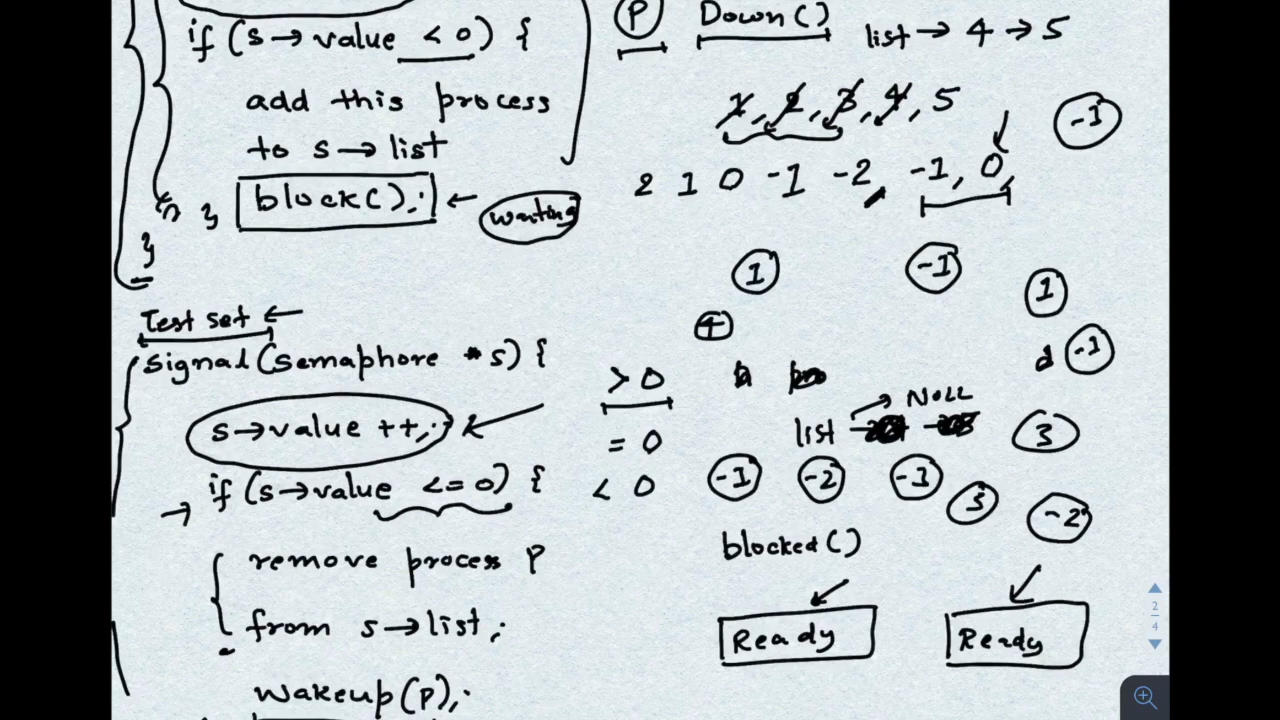 if (s→value < 0) {
add this process
to s→list
} block();
← waiting
}
P Down()
list → 4 → 5
1, 2, 3, 4, 5
-1
2 1 0 -1 -2, -1, 0,
1 -1
1
-1
Test set ←
signal(semaphore *s) {
s→value ++;
→ if (s→value <= 0) {
remove process P
from s→list;
wakeup(P);
> 0
= 0
< 0
4
list → NULL
3
-1 -2 -1
3
-2
blocked()
Ready Ready
2
4